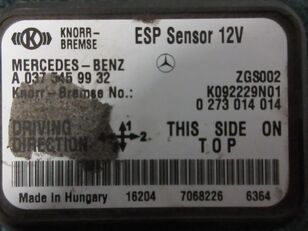 KNORR-BREMSE ESP Sensor 12V
MERCEDES-BENZ
A 037 545 99 32 ZGS002
Knorr-Bremse No.: K092229N01
0 273 014 014
DRIVING DIRECTION 1 2. THIS SIDE ON TOP
Made in Hungary 16204 7068226 6364